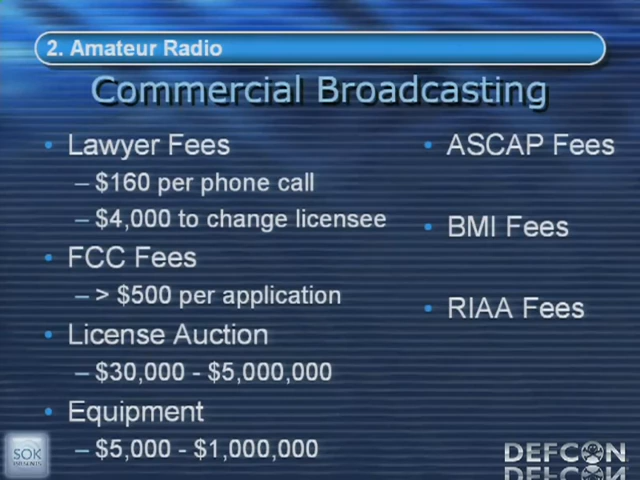 2. Amateur Radio
Commercial Broadcasting
• Lawyer Fees
– $160 per phone call
– $4,000 to change licensee
• FCC Fees
– > $500 per application
• License Auction
– $30,000 - $5,000,000
• Equipment
– $5,000 - $1,000,000
• ASCAP Fees
• BMI Fees
• RIAA Fees
SOK
DEFCON